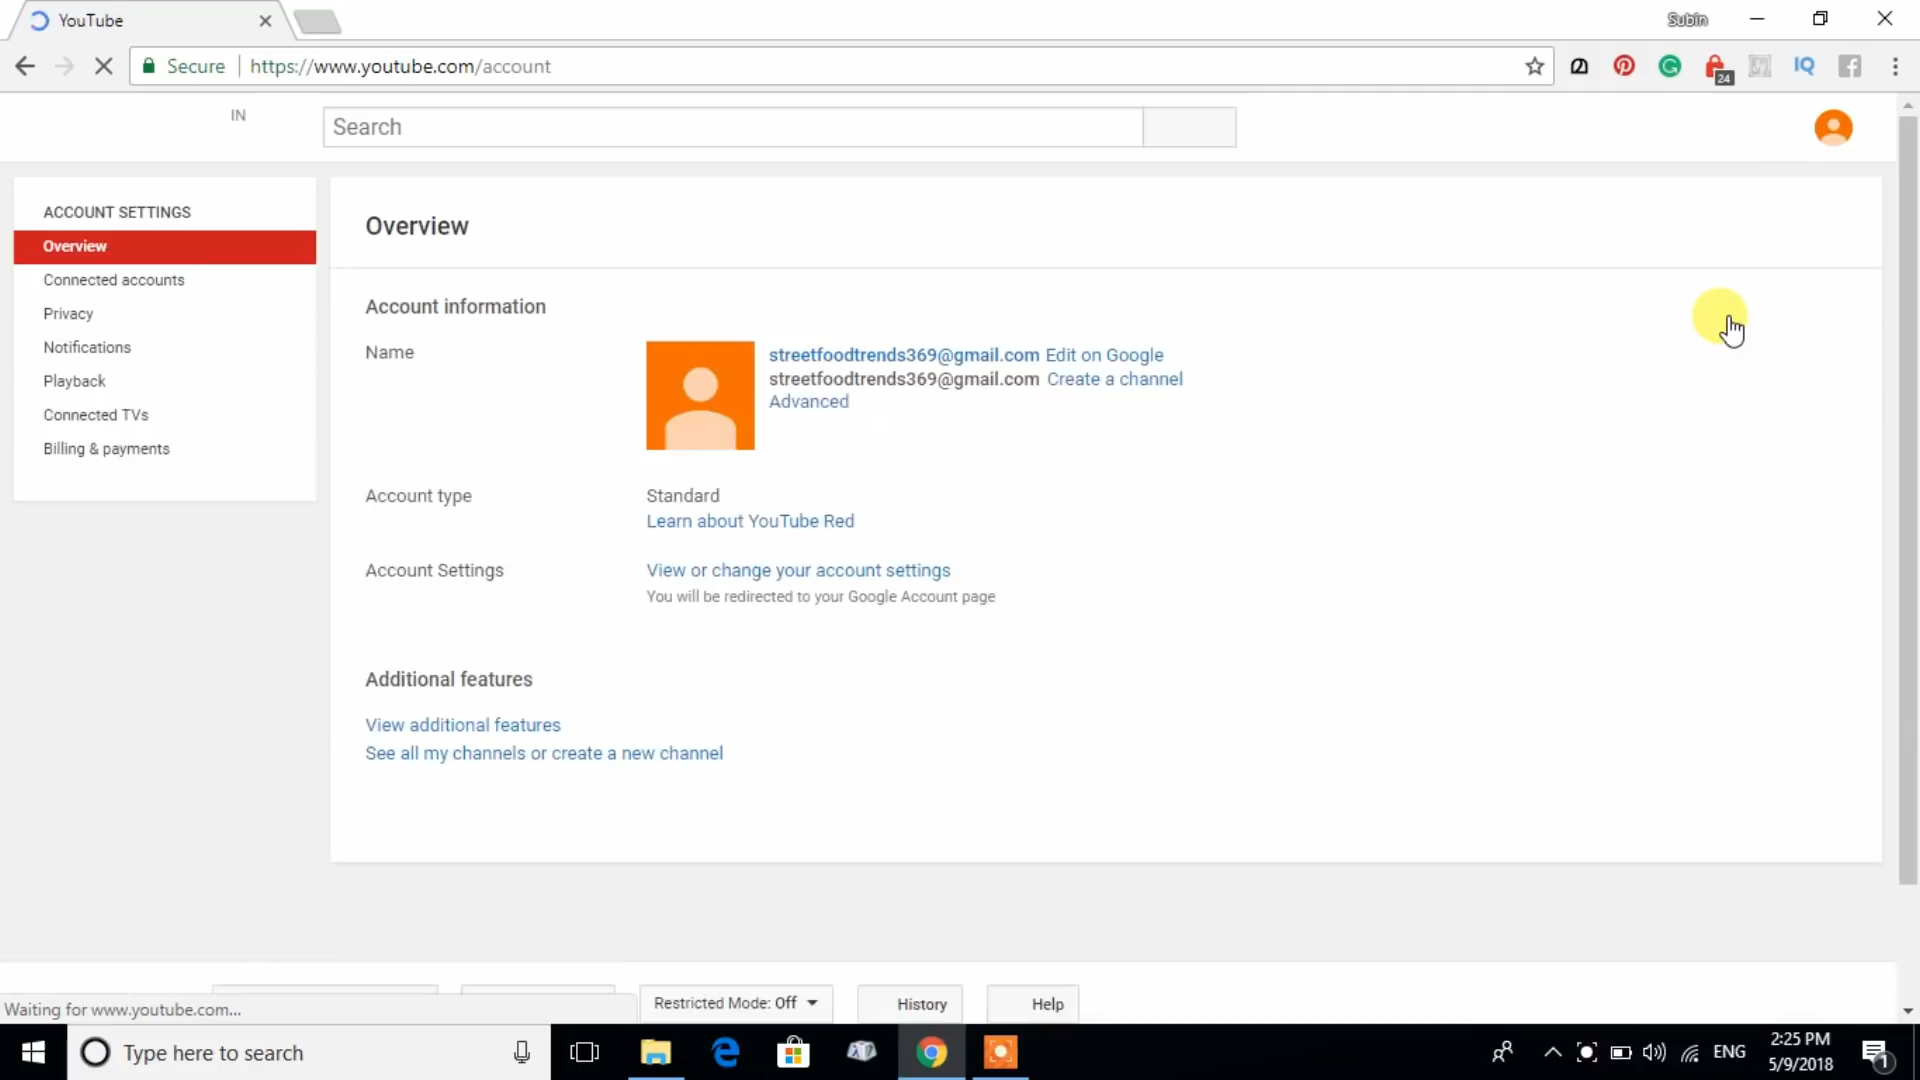 YouTube
Subin
Secure
https://www.youtube.com/account
24
IQ
IN
Search
ACCOUNT SETTINGS
Overview
Connected accounts
Privacy
Notifications
Playback
Connected TVs
Billing & payments
Overview
Account information
Name
streetfoodtrends369@gmail.com Edit on Google
streetfoodtrends369@gmail.com Create a channel
Advanced
Account type
Standard
Learn about YouTube Red
Account Settings
View or change your account settings
You will be redirected to your Google Account page
Additional features
View additional features
See all my channels or create a new channel
Restricted Mode: Off
History
Help
Waiting for www.youtube.com...
Type here to search
ENG
2:25 PM
5/9/2018
1